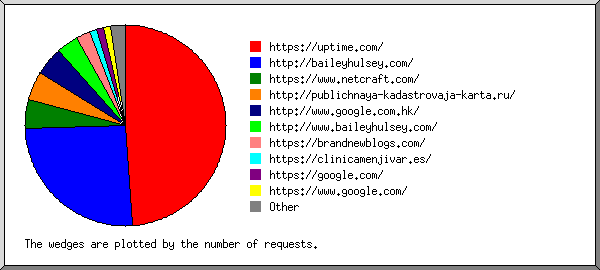 https://uptime.com/
http://baileyhulsey.com/
https://www.netcraft.com/
http://publichnaya-kadastrovaja-karta.ru/
http://www.google.com.hk/
http://www.baileyhulsey.com/
https://brandnewblogs.com/
https://clinicamenjivar.es/
https://google.com/
https://www.google.com/
Other
The wedges are plotted by the number of requests.